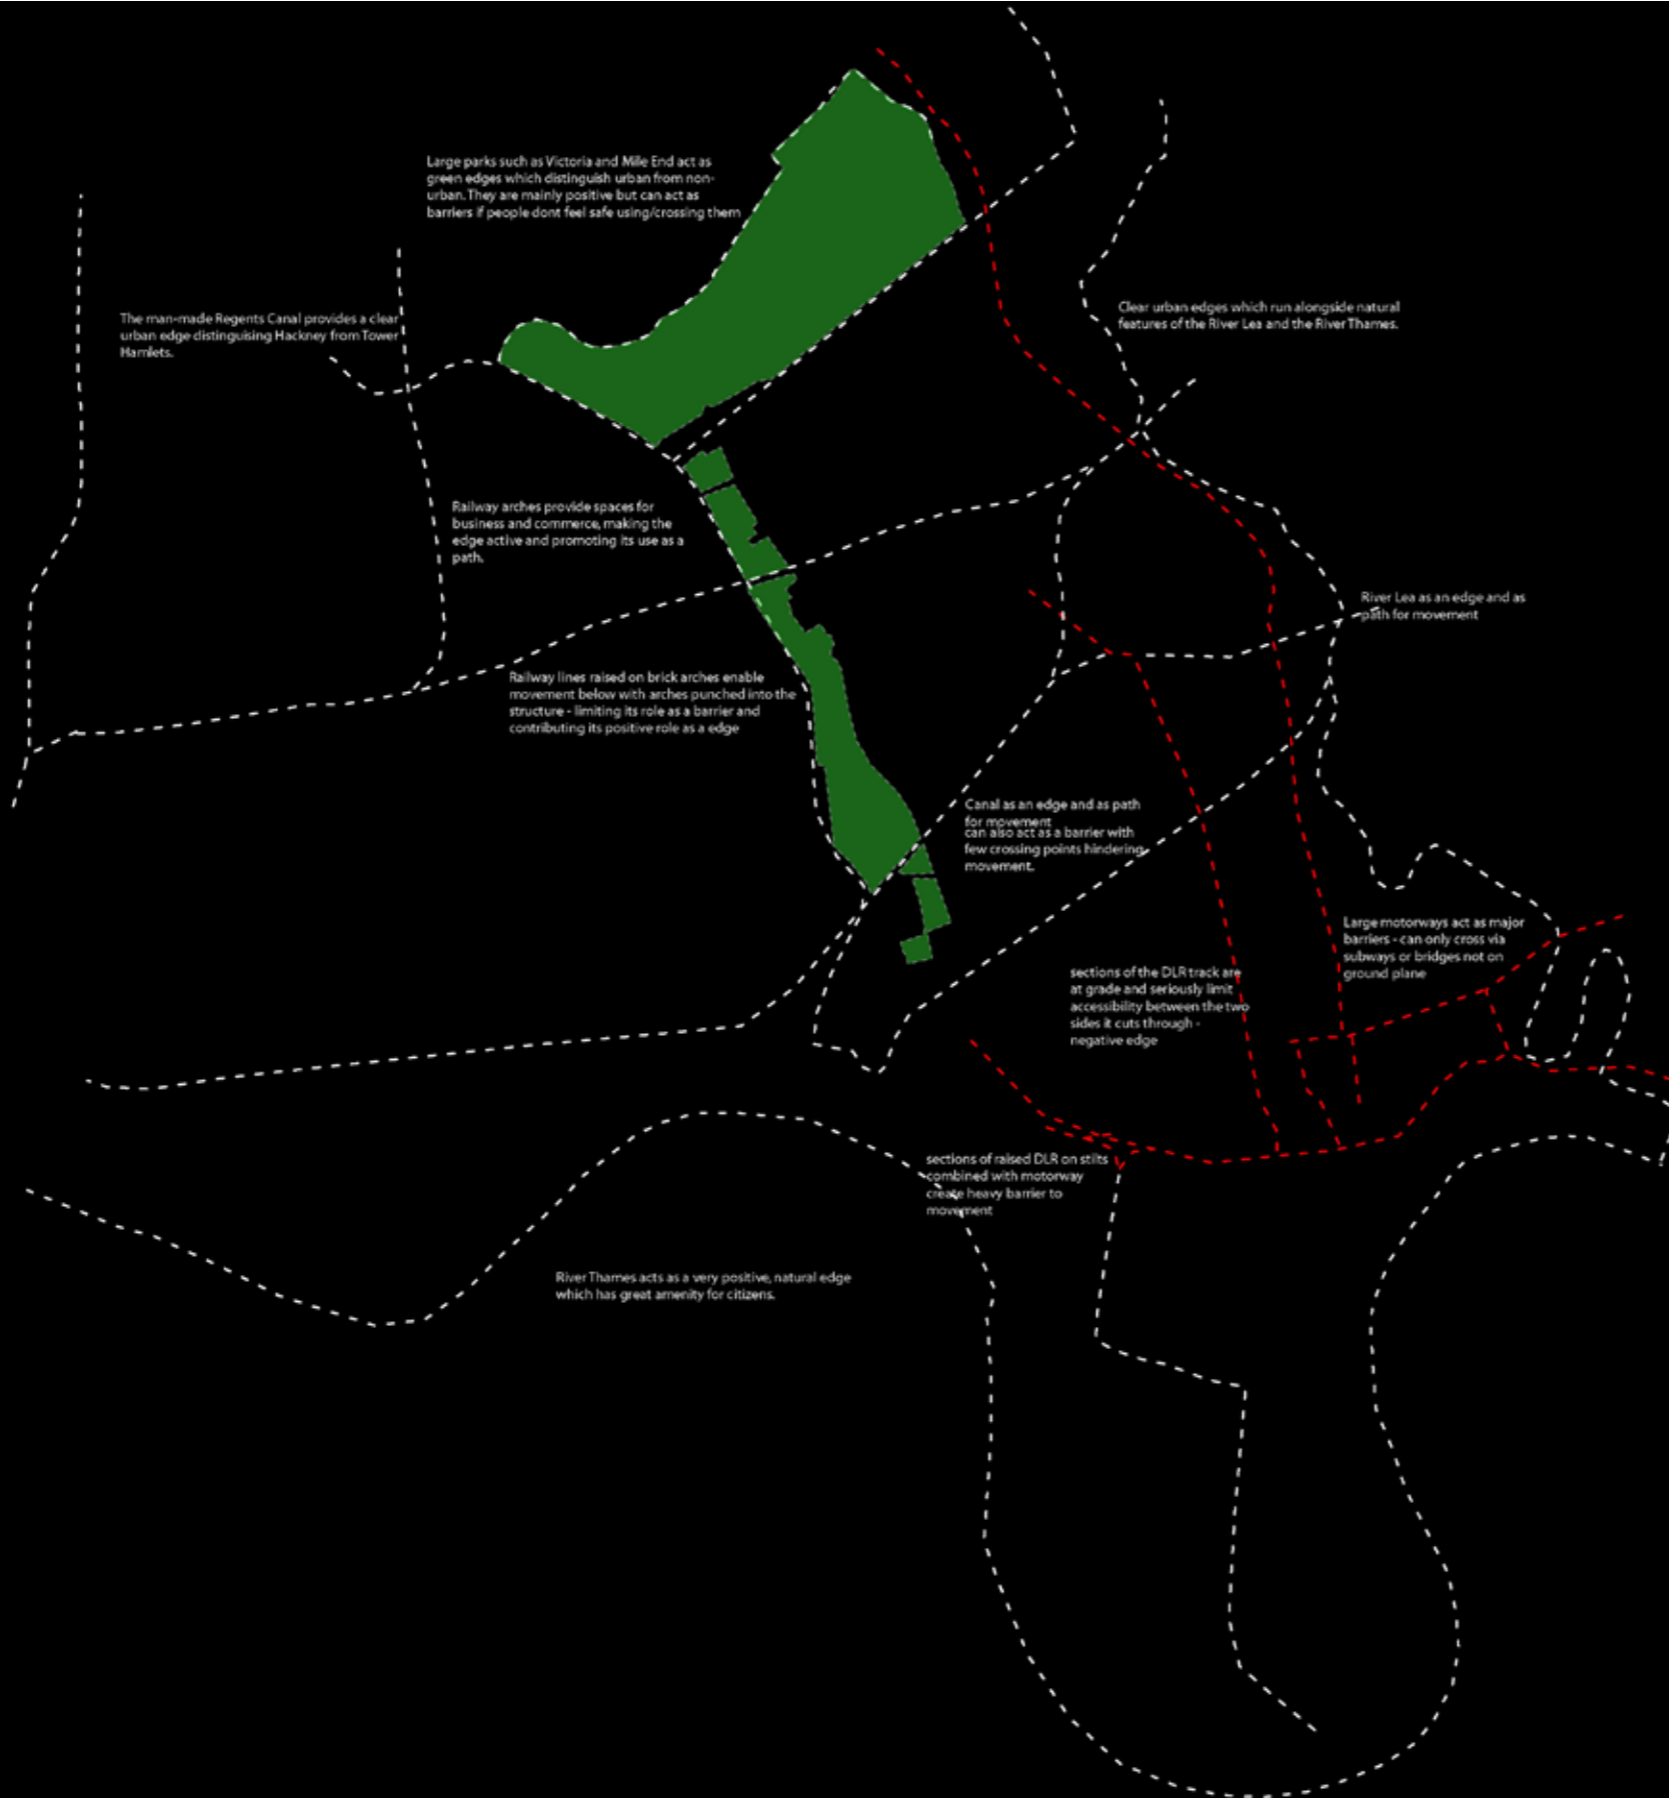 Large parks such as Victoria and Mile End act as
green edges which distinguish urban from non-
urban. They are mainly positive but can act as
barriers if people dont feel safe using/crossing them
The man-made Regents Canal provides a clear
urban edge distinguising Hackney from Tower
Hamlets.
Clear urban edges which run alongside natural
features of the River Lea and the River Thames.
Railway arches provide spaces for
business and commerce, making the
edge active and promoting its use as a
path.
River Lea as an edge and as
path for movement
Railway lines raised on brick arches enable
movement below with arches punched into the
structure - limiting its role as a barrier and
contributing its positive role as a edge
Canal as an edge and as path
for movement
can also act as a barrier with
few crossing points hindering
movement.
Large motorways act as major
barriers - can only cross via
subways or bridges not on
ground plane
sections of the DLR track are
at grade and seriously limit
accessibility between the two
sides it cuts through -
negative edge
sections of raised DLR on stilts
combined with motorway
create heavy barrier to
movement
River Thames acts as a very positive, natural edge
which has great amenity for citizens.